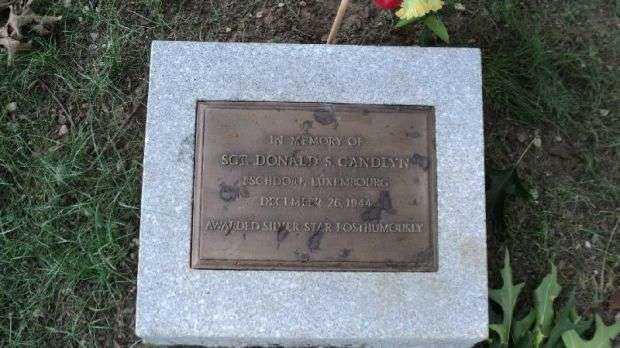 IN MEMORY OF
SGT. DONALD S. CANDLYN
ESCHDORF, LUXEMBOURG
DECEMBER 26, 1944
AWARDED SILVER STAR POSTHUMOUSLY